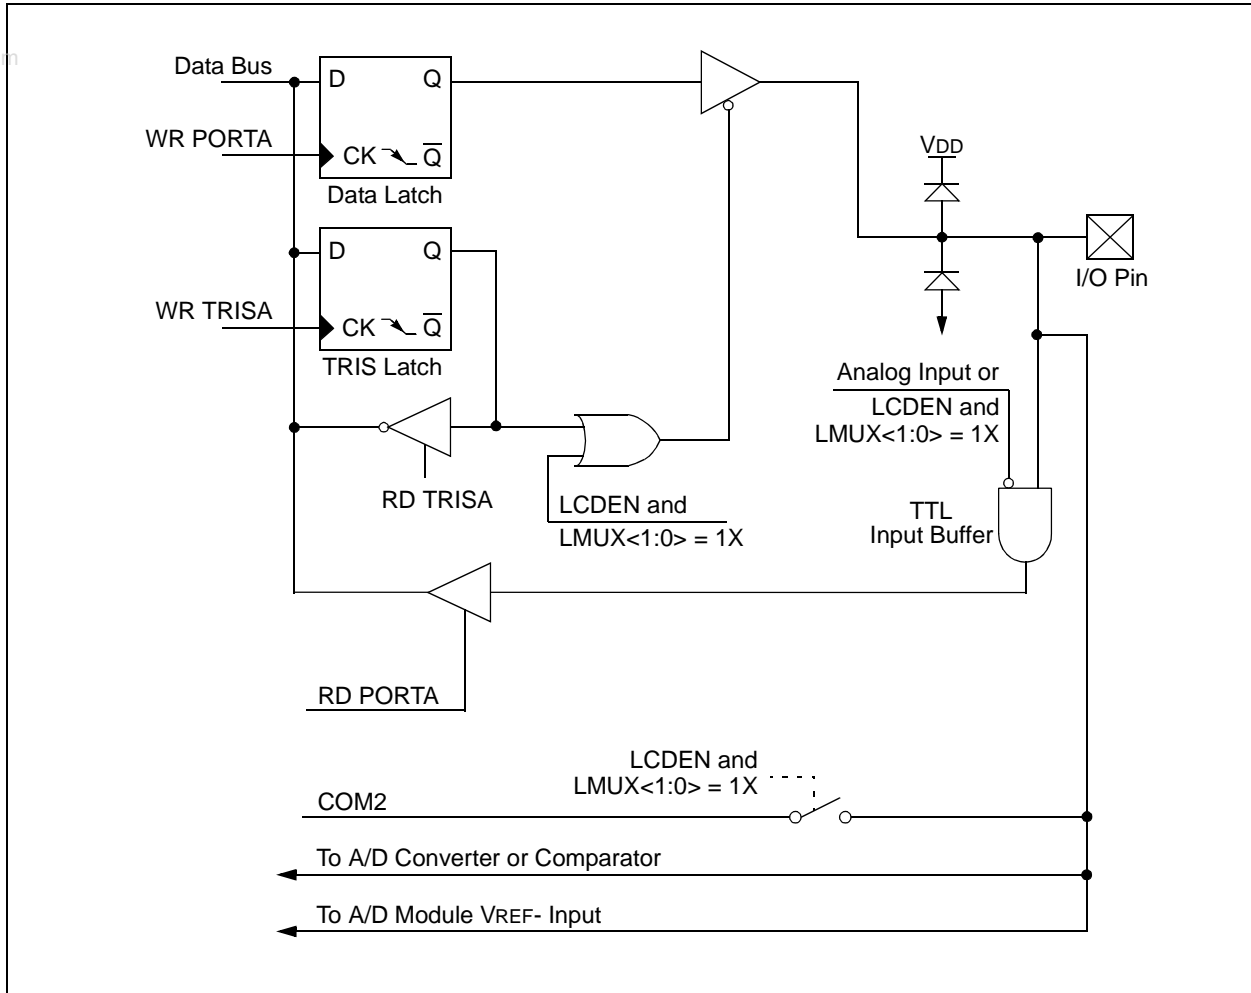 m
Data Bus
D Q
WR PORTA
CK Q̅
Data Latch
VDD
D Q
I/O Pin
WR TRISA
CK Q̅
TRIS Latch
Analog Input or
LCDEN and
LMUX<1:0> = 1X
RD TRISA
LCDEN and
LMUX<1:0> = 1X
TTL
Input Buffer
RD PORTA
LCDEN and
LMUX<1:0> = 1X
COM2
To A/D Converter or Comparator
To A/D Module VREF- Input